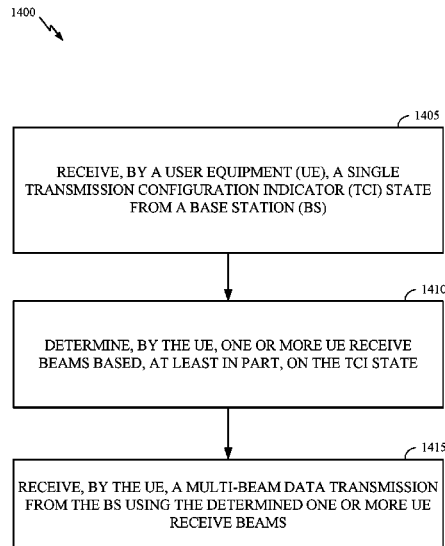 1400
1405
RECEIVE, BY A USER EQUIPMENT (UE), A SINGLE
TRANSMISSION CONFIGURATION INDICATOR (TCI) STATE
FROM A BASE STATION (BS)
1410
DETERMINE, BY THE UE, ONE OR MORE UE RECEIVE
BEAMS BASED, AT LEAST IN PART, ON THE TCI STATE
1415
RECEIVE, BY THE UE, A MULTI-BEAM DATA TRANSMISSION
FROM THE BS USING THE DETERMINED ONE OR MORE UE
RECEIVE BEAMS